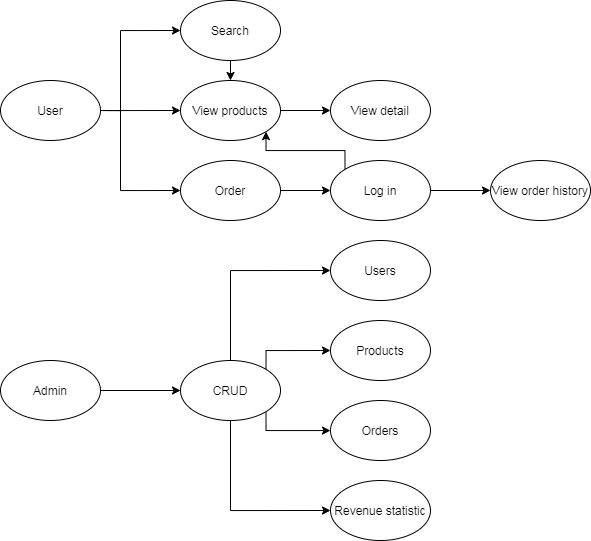 Search
User
View products
View detail
Order
Log in
View order history
Users
Products
Admin
CRUD
Orders
Revenue statistic